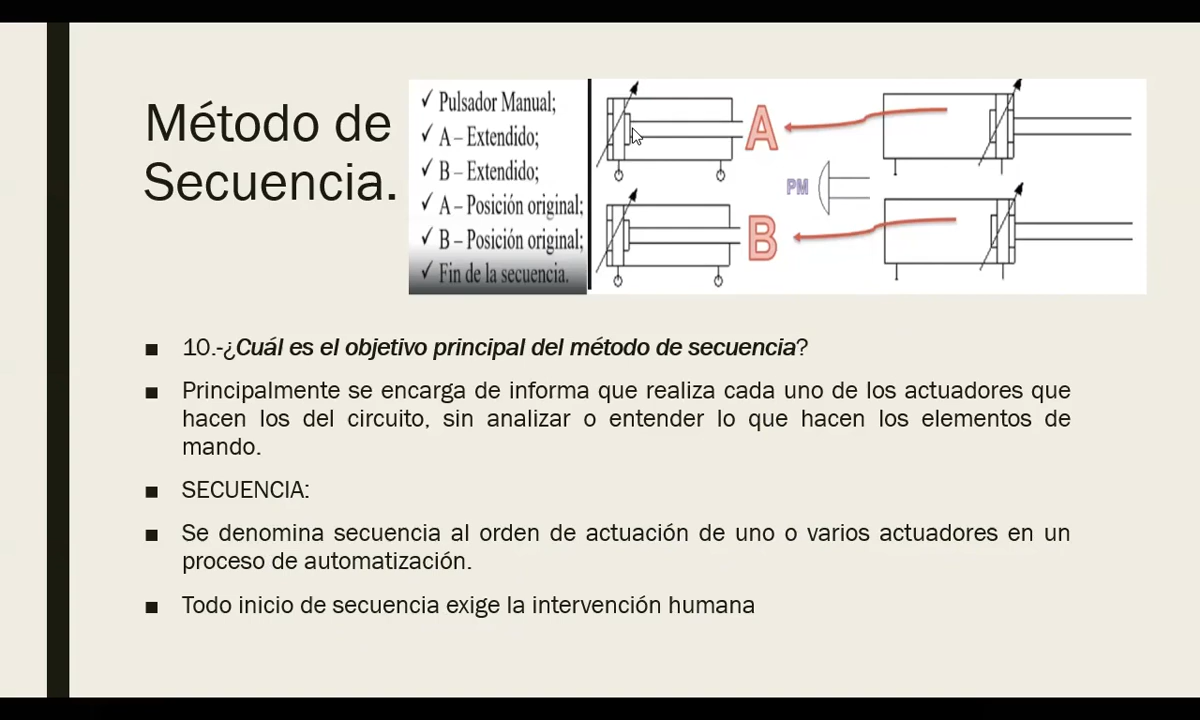 Método de
Secuencia.
✓ Pulsador Manual;
✓ A – Extendido;
✓ B – Extendido;
✓ A – Posición original;
✓ B – Posición original;
✓ Fin de la secuencia.
A
PM
B
■ 10.-¿Cuál es el objetivo principal del método de secuencia?
■ Principalmente se encarga de informa que realiza cada uno de los actuadores que
hacen los del circuito, sin analizar o entender lo que hacen los elementos de
mando.
■ SECUENCIA:
■ Se denomina secuencia al orden de actuación de uno o varios actuadores en un
proceso de automatización.
■ Todo inicio de secuencia exige la intervención humana